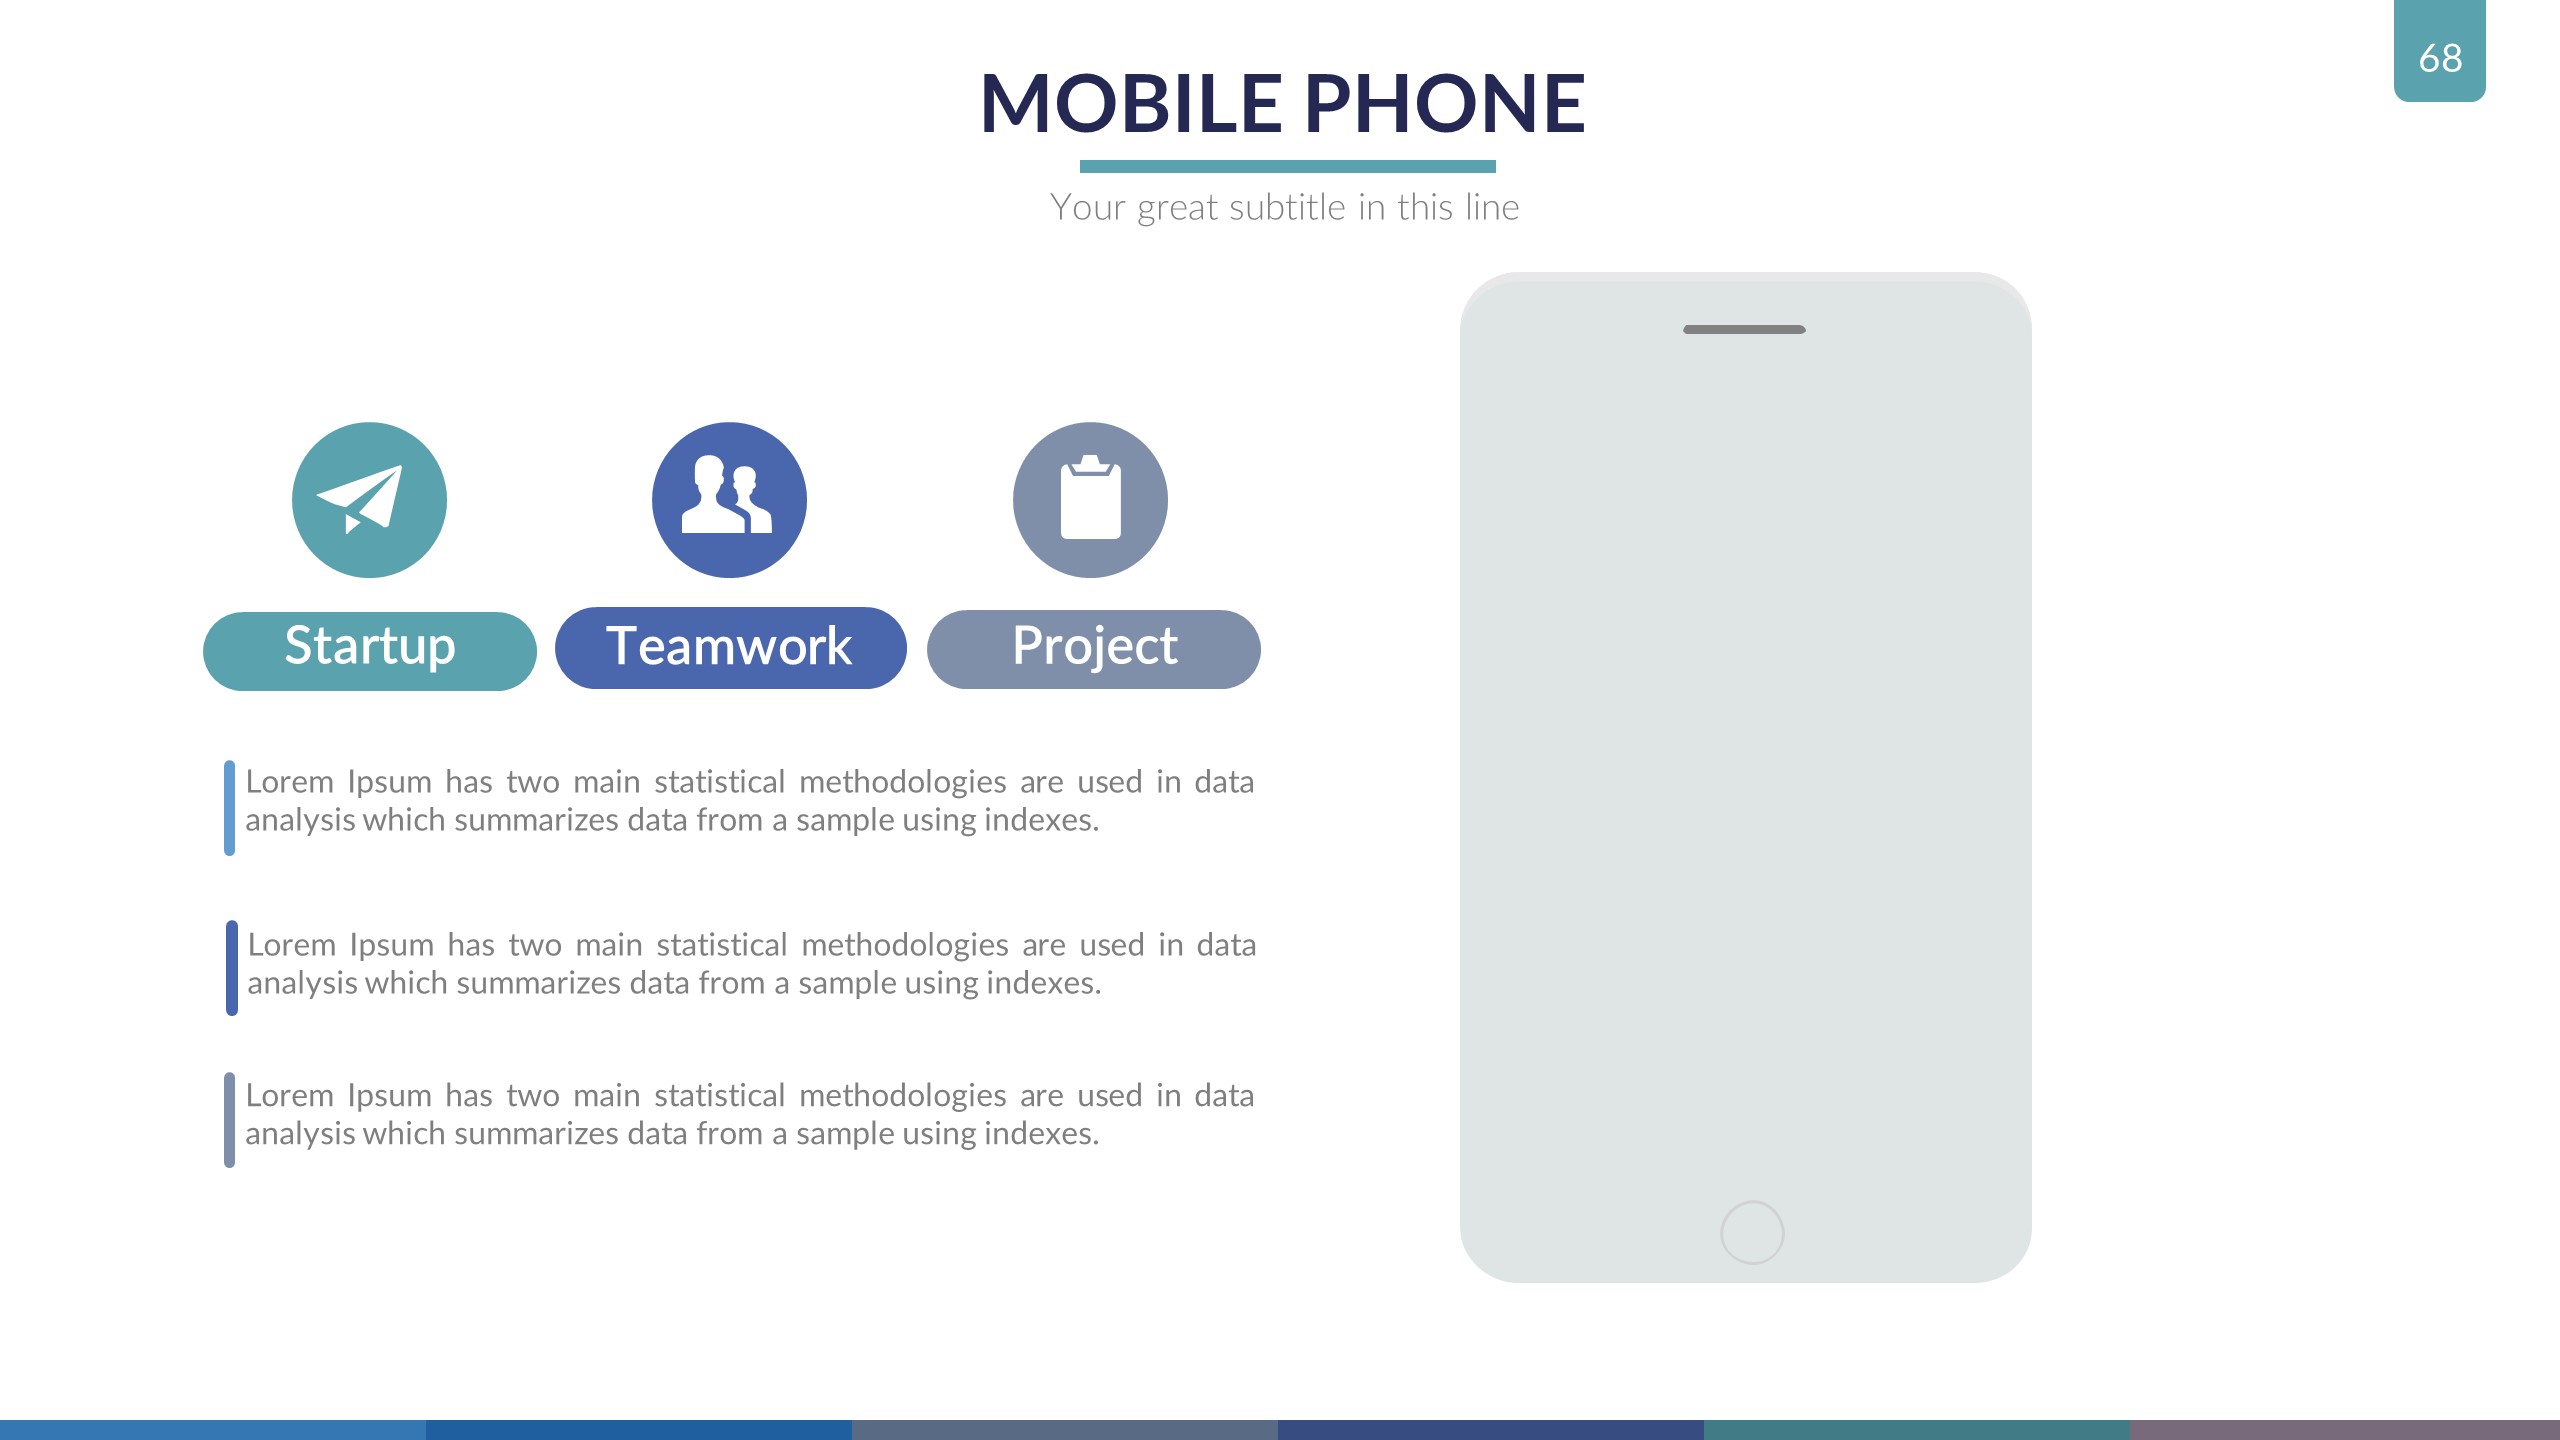 68
MOBILE PHONE
Your great subtitle in this line
Startup
Teamwork
Project
Lorem Ipsum has two main statistical methodologies are used in data
analysis which summarizes data from a sample using indexes.
Lorem Ipsum has two main statistical methodologies are used in data
analysis which summarizes data from a sample using indexes.
Lorem Ipsum has two main statistical methodologies are used in data
analysis which summarizes data from a sample using indexes.